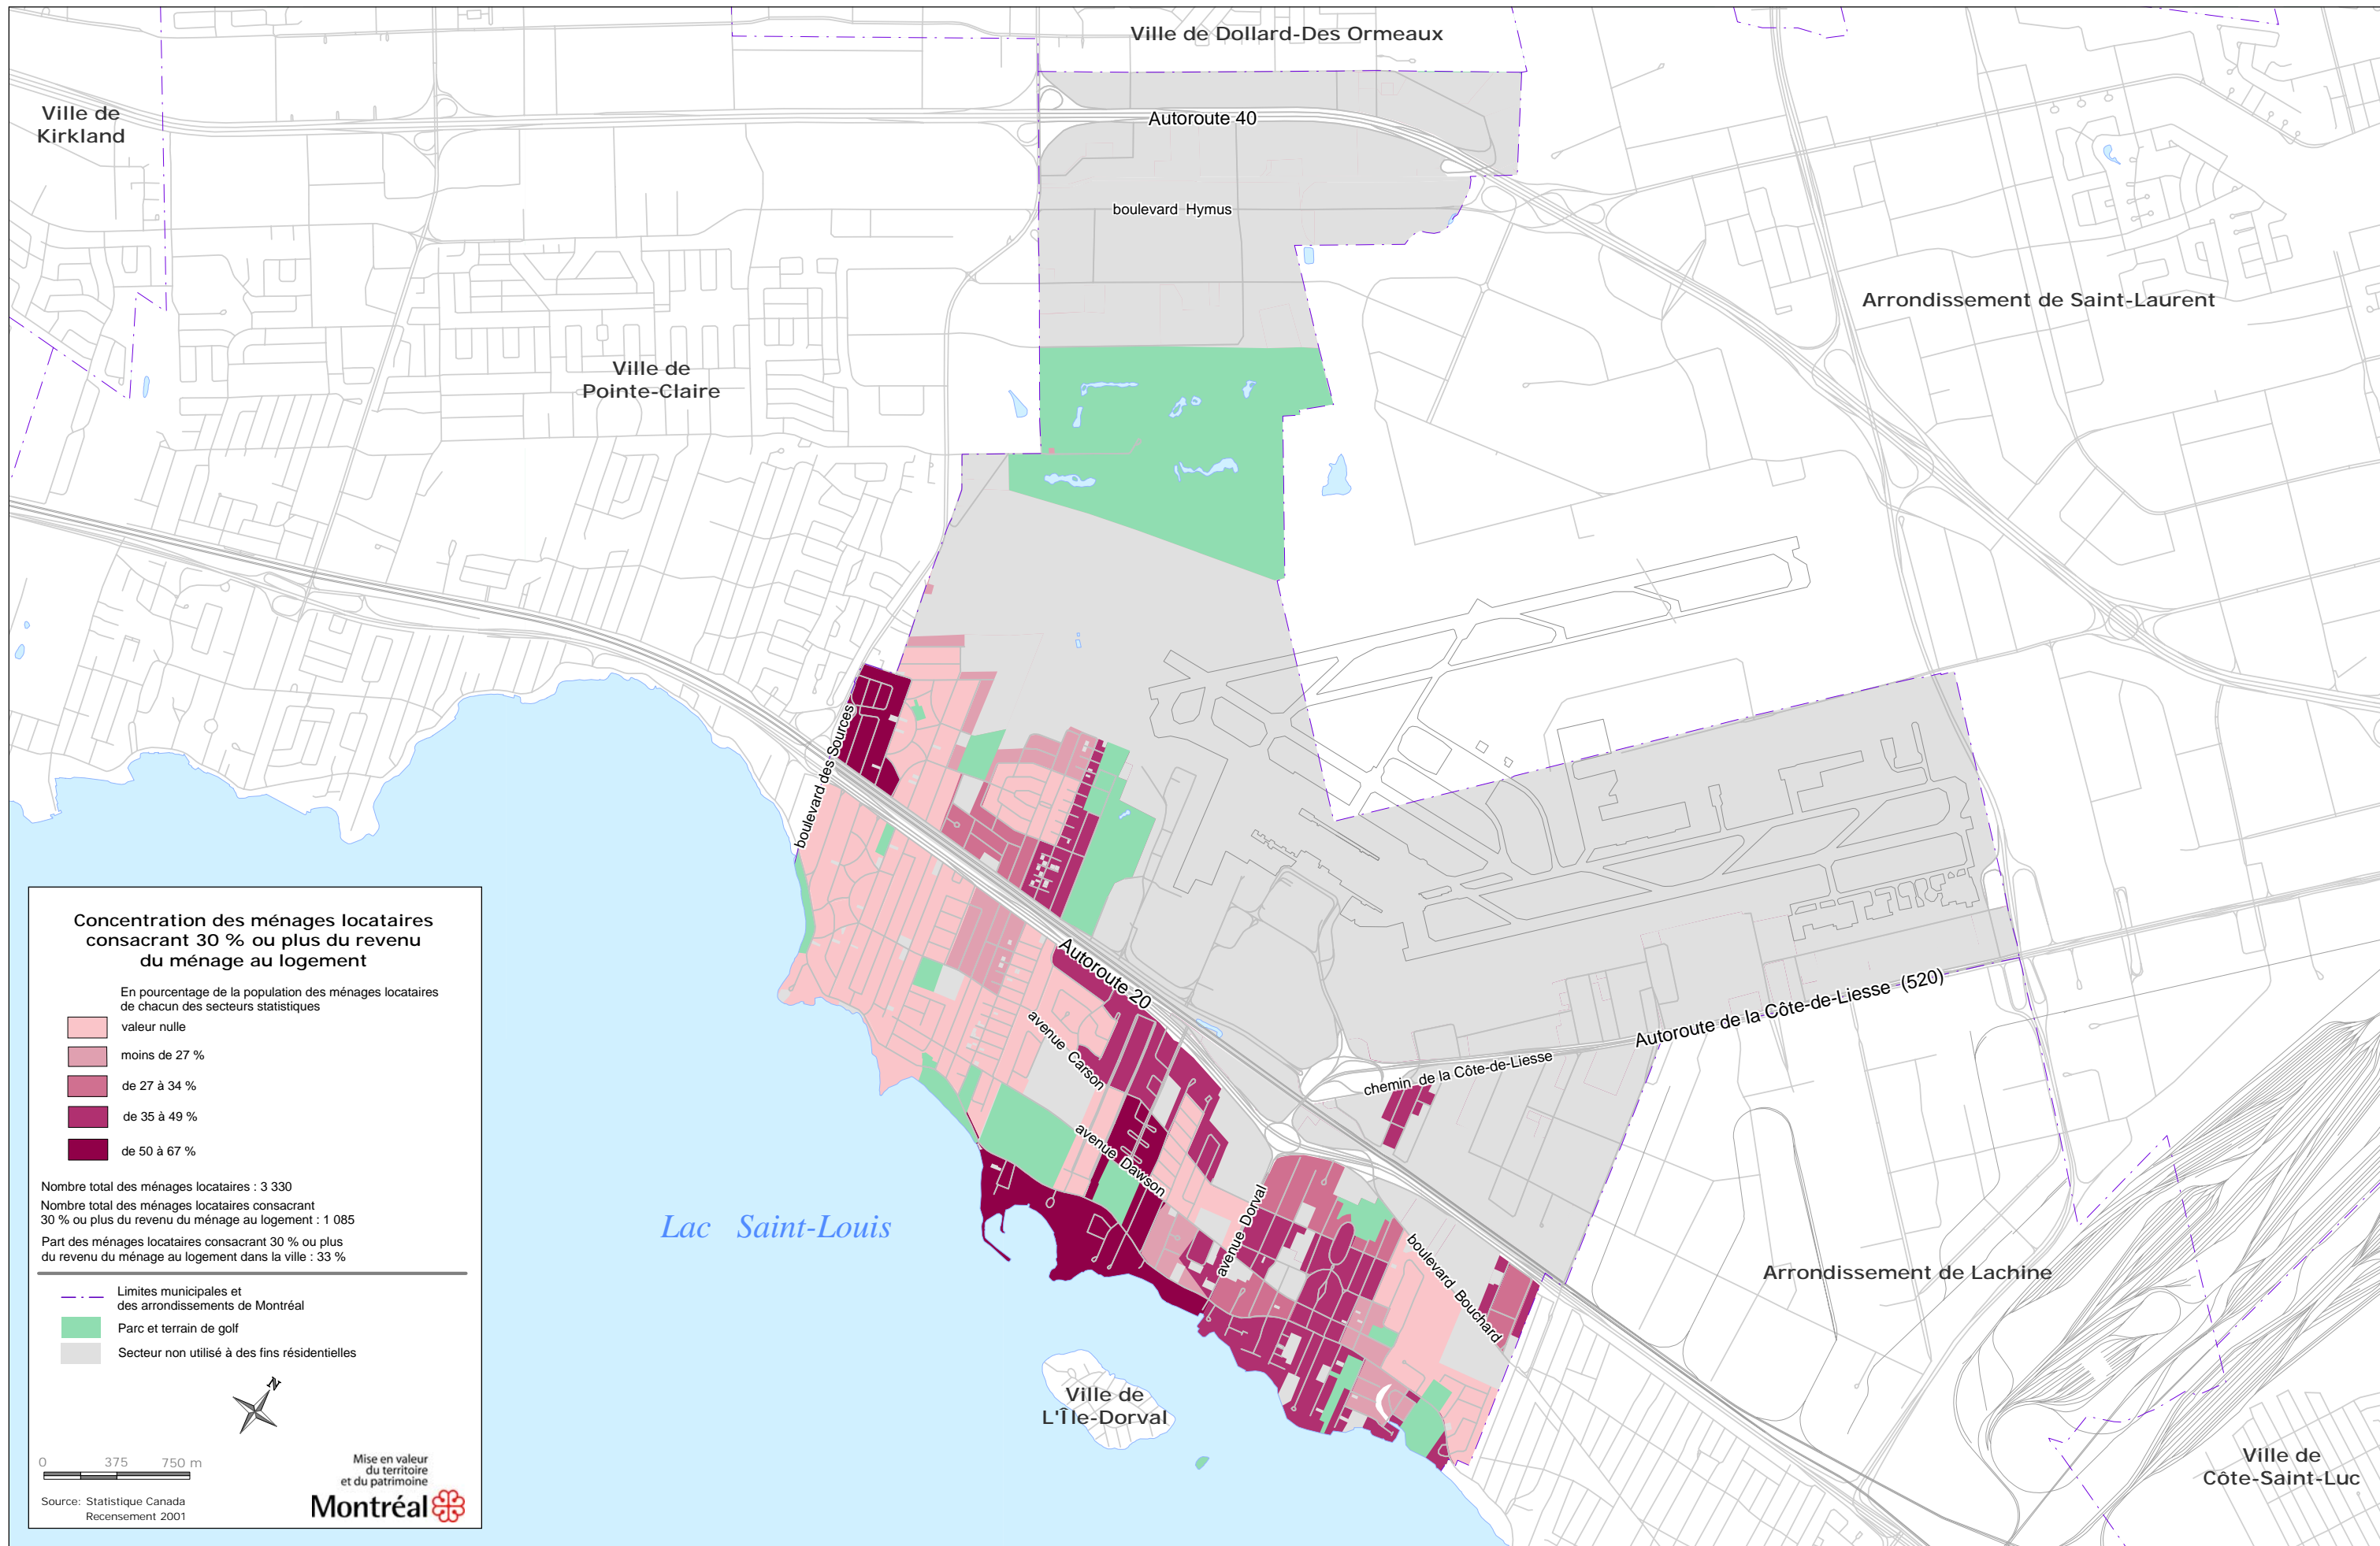 Ville de Dollard-Des Ormeaux
Ville de
Kirkland
Autoroute 40
boulevard Hymus
Arrondissement de Saint-Laurent
Ville de
Pointe-Claire
boulevard des Sources
Autoroute 20
avenue Carson
Autoroute de la Côte-de-Liesse (520)
chemin de la Côte-de-Liesse
avenue Dawson
avenue Dorval
boulevard Bouchard
Lac Saint-Louis
Arrondissement de Lachine
Ville de
L'Île-Dorval
Ville de
Côte-Saint-Luc
Concentration des ménages locataires
consacrant 30 % ou plus du revenu
du ménage au logement
En pourcentage de la population des ménages locataires
de chacun des secteurs statistiques
valeur nulle
moins de 27 %
de 27 à 34 %
de 35 à 49 %
de 50 à 67 %
Nombre total des ménages locataires : 3 330
Nombre total des ménages locataires consacrant
30 % ou plus du revenu du ménage au logement : 1 085
Part des ménages locataires consacrant 30 % ou plus
du revenu du ménage au logement dans la ville : 33 %
Limites municipales et
des arrondissements de Montréal
Parc et terrain de golf
Secteur non utilisé à des fins résidentielles
N
0 375 750 m
Source: Statistique Canada
Recensement 2001
Mise en valeur
du territoire
et du patrimoine
Montréal